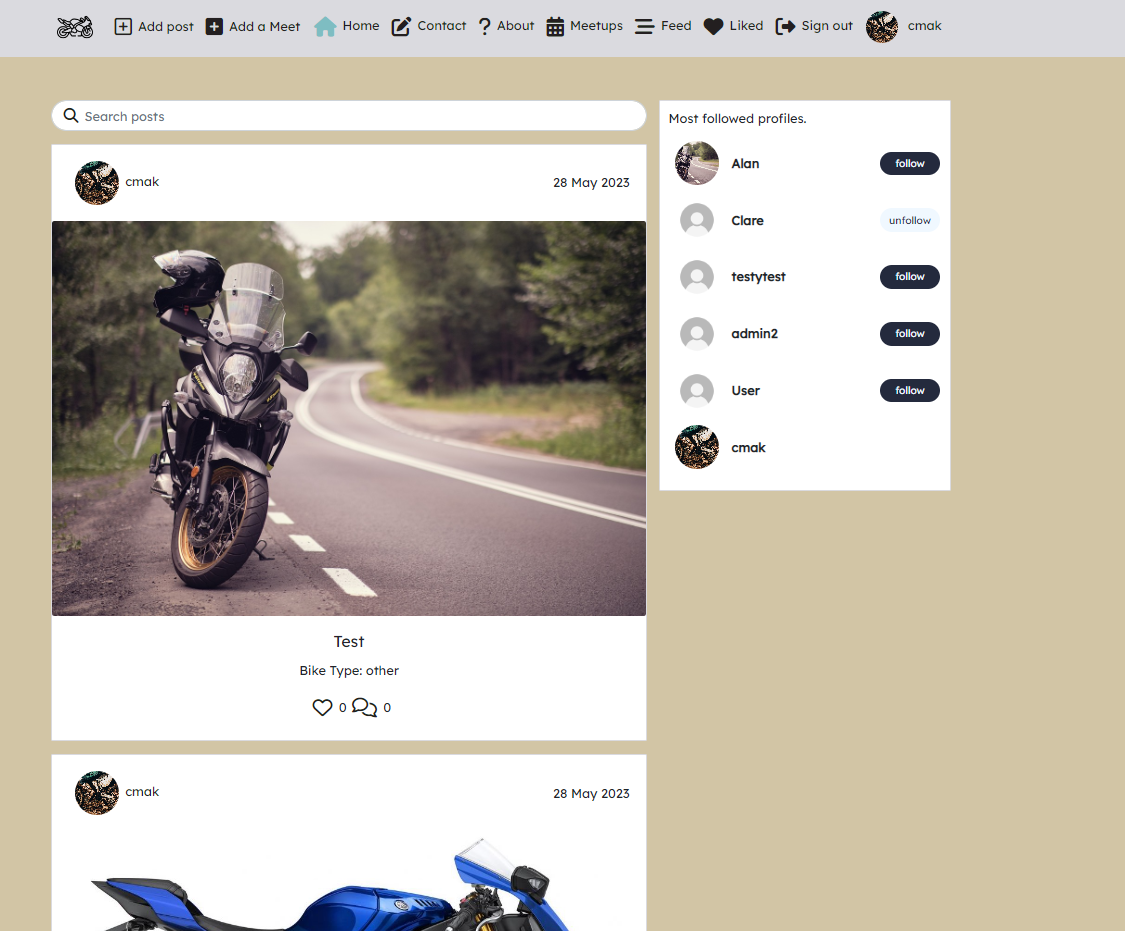 Add post Add a Meet Home Contact ? About Meetups Feed Liked Sign out cmak
Search posts
cmak 28 May 2023
Test
Bike Type: other
0 0
cmak 28 May 2023
Most followed profiles.
Alan follow
Clare unfollow
testytest follow
admin2 follow
User follow
cmak